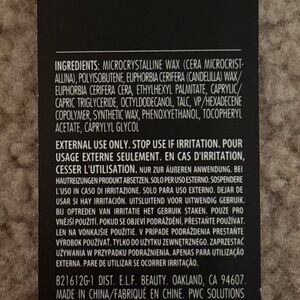 INGREDIENTS: MICROCRYSTALLINE WAX (CERA MICROCRIST-
ALLINA), POLYISOBUTENE, EUPHORBIA CERIFERA (CANDELILLA) WAX/
EUPHORBIA CERIFERA CERA, ETHYLHEXYL PALMITATE, CAPRYLIC/
CAPRIC TRIGLYCERIDE, OCTYLDODECANOL, TALC, VP/HEXADECENE
COPOLYMER, SYNTHETIC WAX, PHENOXYETHANOL, TOCOPHERYL
ACETATE, CAPRYLYL GLYCOL
EXTERNAL USE ONLY. STOP USE IF IRRITATION. POUR
USAGE EXTERNE SEULEMENT. EN CAS D'IRRITATION,
CESSER L'UTILISATION. NUR ZUR ÄUßEREN ANWENDUNG. BEI
HAUTREIZUNGEN PRODUKT ABSETZEN. SOLO PER USO ESTERNO. SOSPENDERE
L'USO IN CASO DI IRRITAZIONE. SOLO PARA USO EXTERNO. DEJAR DE
USAR SI HAY IRRITACIÓN. UITSLUITEND VOOR UITWENDIG GEBRUIK.
BIJ OPTREDEN VAN IRRITATIE HET GEBRUIK STAKEN. POUZE PRO
VNĚJŠÍ POUŽITÍ. POKUD SE OBJEVÍ PODRÁŽDĚNÍ, PŘESTAŇTE POUŽÍVAT.
LEN NA VONKAJŠIE POUŽITIE. V PRÍPADE PODRÁŽDENIA PRESTAŇTE
VÝROBOK POUŽÍVAŤ. TYLKO DO UŻYTKU ZEWNĘTRZNEGO. ZAPRZESTAĆ
UŻYWANIA W PRZYPADKU PODRAŻNIENIA. APENAS PARA UTILIZAÇÃO
EXTERNA. PARE DE UTILIZAR SE OCORRER IRRITAÇÃO.
B21612G-1 DIST. E.L.F. BEAUTY. OAKLAND, CA 94607.
MADE IN CHINA/FABRIQUÉ EN CHINE. PWC SOLUTIONS